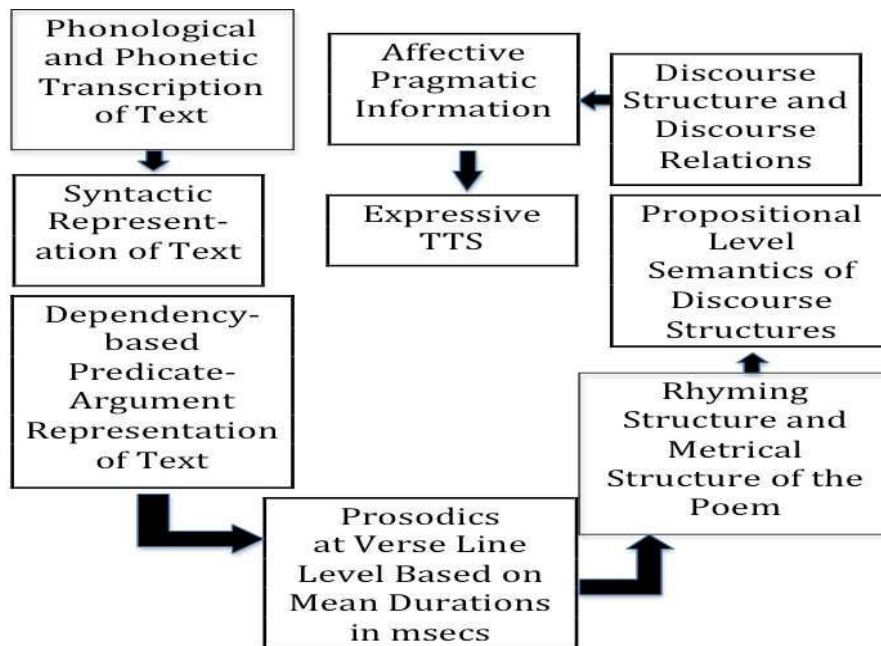 Phonological
and Phonetic
Transcription
of Text
Syntactic
Represent-
ation of Text
Dependency-
based
Predicate-
Argument
Representation
of Text
Prosodics
at Verse Line
Level Based on
Mean Durations
in msecs
Rhyming
Structure and
Metrical
Structure of the
Poem
Propositional
Level
Semantics of
Discourse
Structures
Discourse
Structure and
Discourse
Relations
Affective
Pragmatic
Information
Expressive
TTS